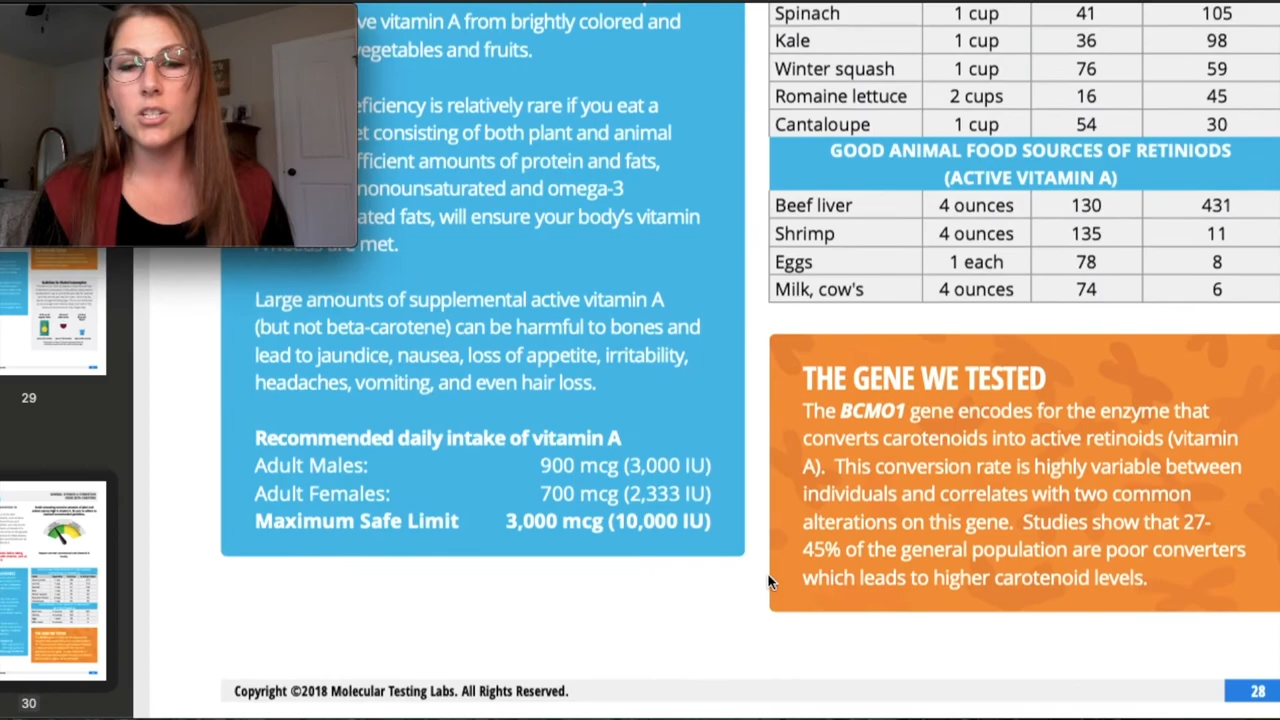 ve vitamin A from brightly colored and
vegetables and fruits.
eficiency is relatively rare if you eat a
et consisting of both plant and animal
fficient amounts of protein and fats,
monounsaturated and omega-3
ated fats, will ensure your body's vitamin
met.
Large amounts of supplemental active vitamin A
(but not beta-carotene) can be harmful to bones and
lead to jaundice, nausea, loss of appetite, irritability,
headaches, vomiting, and even hair loss.
Recommended daily intake of vitamin A
Adult Males: 900 mcg (3,000 IU)
Adult Females: 700 mcg (2,333 IU)
Maximum Safe Limit: 3,000 mcg (10,000 IU)
Spinach 1 cup 41 105
Kale 1 cup 36 98
Winter squash 1 cup 76 59
Romaine lettuce 2 cups 16 45
Cantaloupe 1 cup 54 30
GOOD ANIMAL FOOD SOURCES OF RETINIODS
(ACTIVE VITAMIN A)
Beef liver 4 ounces 130 431
Shrimp 4 ounces 135 11
Eggs 1 each 78 8
Milk, cow's 4 ounces 74 6
THE GENE WE TESTED
The BCMO1 gene encodes for the enzyme that
converts carotenoids into active retinoids (vitamin
A). This conversion rate is highly variable between
individuals and correlates with two common
alterations on this gene. Studies show that 27-
45% of the general population are poor converters
which leads to higher carotenoid levels.
Copyright ©2018 Molecular Testing Labs. All Rights Reserved.
28
29
30